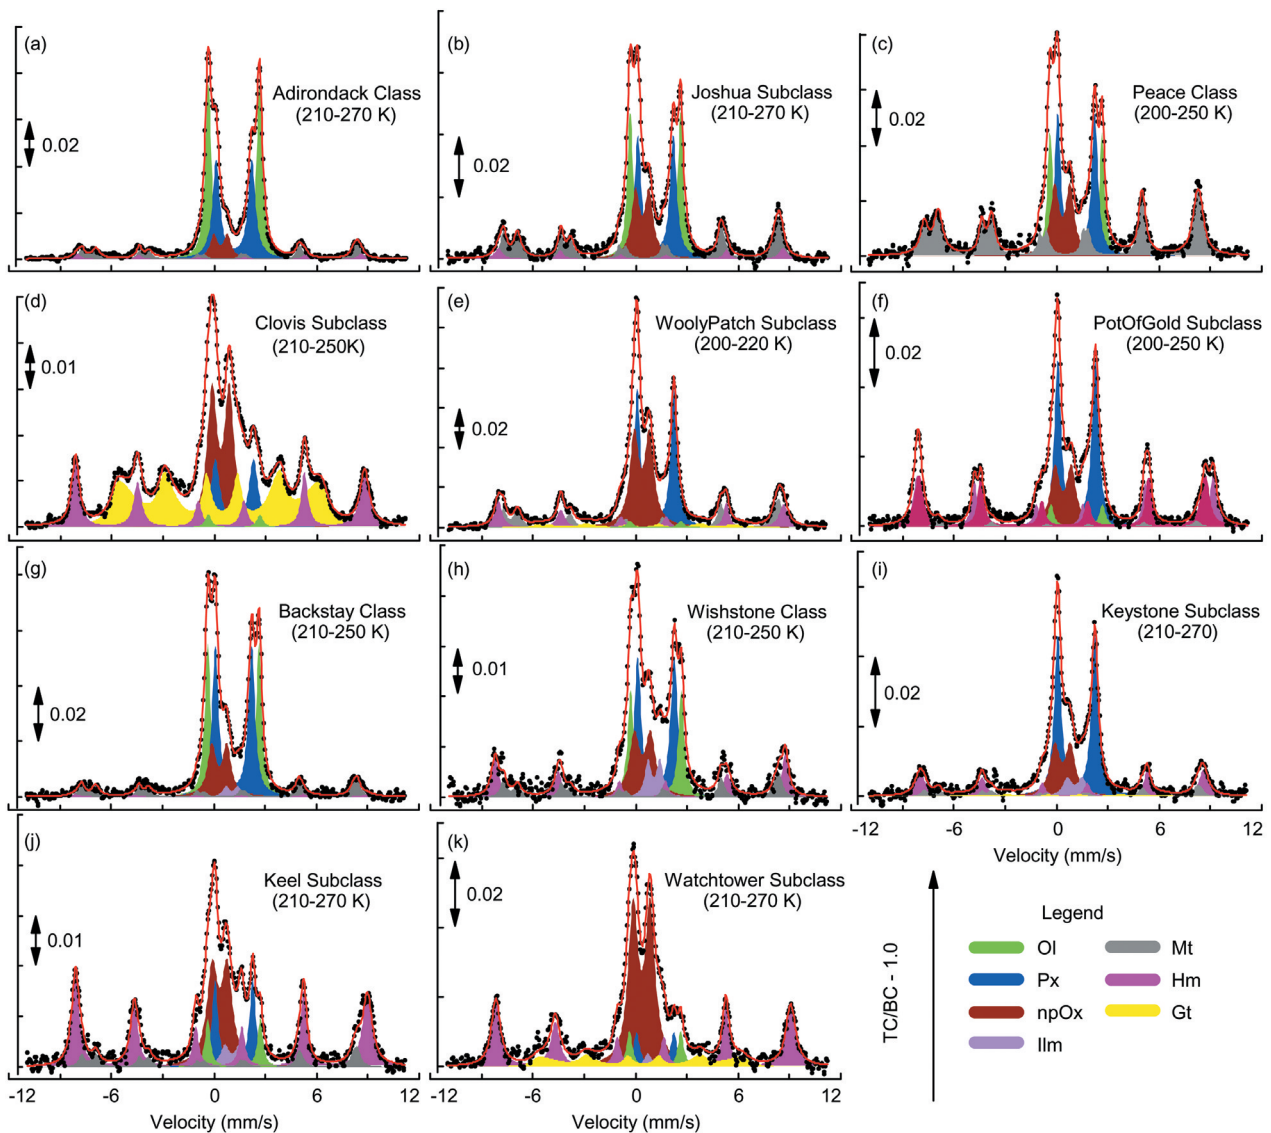 (a)
Adirondack Class
(210-270 K)
0.02
(b)
Joshua Subclass
(210-270 K)
0.02
(c)
Peace Class
(200-250 K)
0.02
(d)
Clovis Subclass
(210-250K)
0.01
(e)
WoolyPatch Subclass
(200-220 K)
0.02
(f)
PotOfGold Subclass
(200-250 K)
0.02
(g)
Backstay Class
(210-250 K)
0.02
(h)
Wishstone Class
(210-250 K)
0.01
(i)
Keystone Subclass
(210-270)
0.02
-12 -6 0 6 12
Velocity (mm/s)
(j)
Keel Subclass
(210-270 K)
0.01
-12 -6 0 6 12
Velocity (mm/s)
(k)
Watchtower Subclass
(210-270 K)
0.02
-12 -6 0 6 12
Velocity (mm/s)
TC/BC - 1.0
Legend
Ol
Mt
Px
Hm
npOx
Gt
Ilm